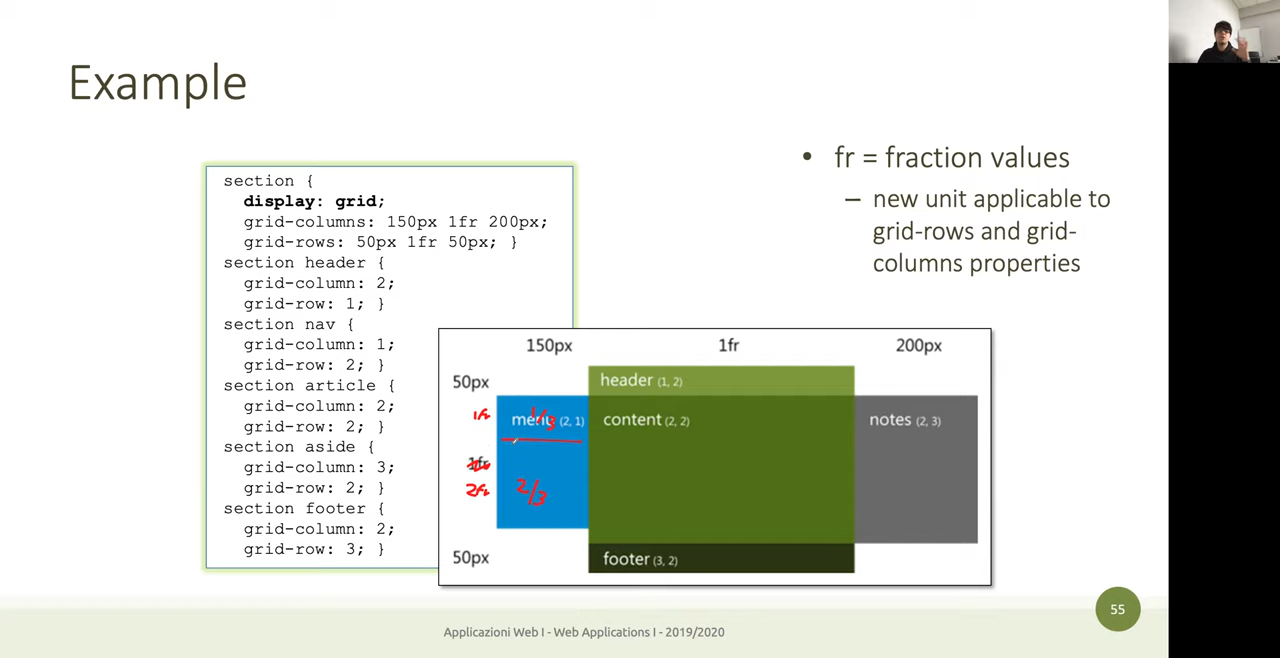 Example
section {
display: grid;
grid-columns: 150px 1fr 200px;
grid-rows: 50px 1fr 50px; }
section header {
grid-column: 2;
grid-row: 1; }
section nav {
grid-column: 1;
grid-row: 2; }
section article {
grid-column: 2;
grid-row: 2; }
section aside {
grid-column: 3;
grid-row: 2; }
section footer {
grid-column: 2;
grid-row: 3; }
• fr = fraction values
– new unit applicable to
grid-rows and grid-
columns properties
150px 1fr 200px
50px header (1, 2)
1fr menu (2, 1) 1/3 content (2, 2) notes (2, 3)
1fr
2fr 2/3
50px footer (3, 2)
55
Applicazioni Web I - Web Applications I - 2019/2020